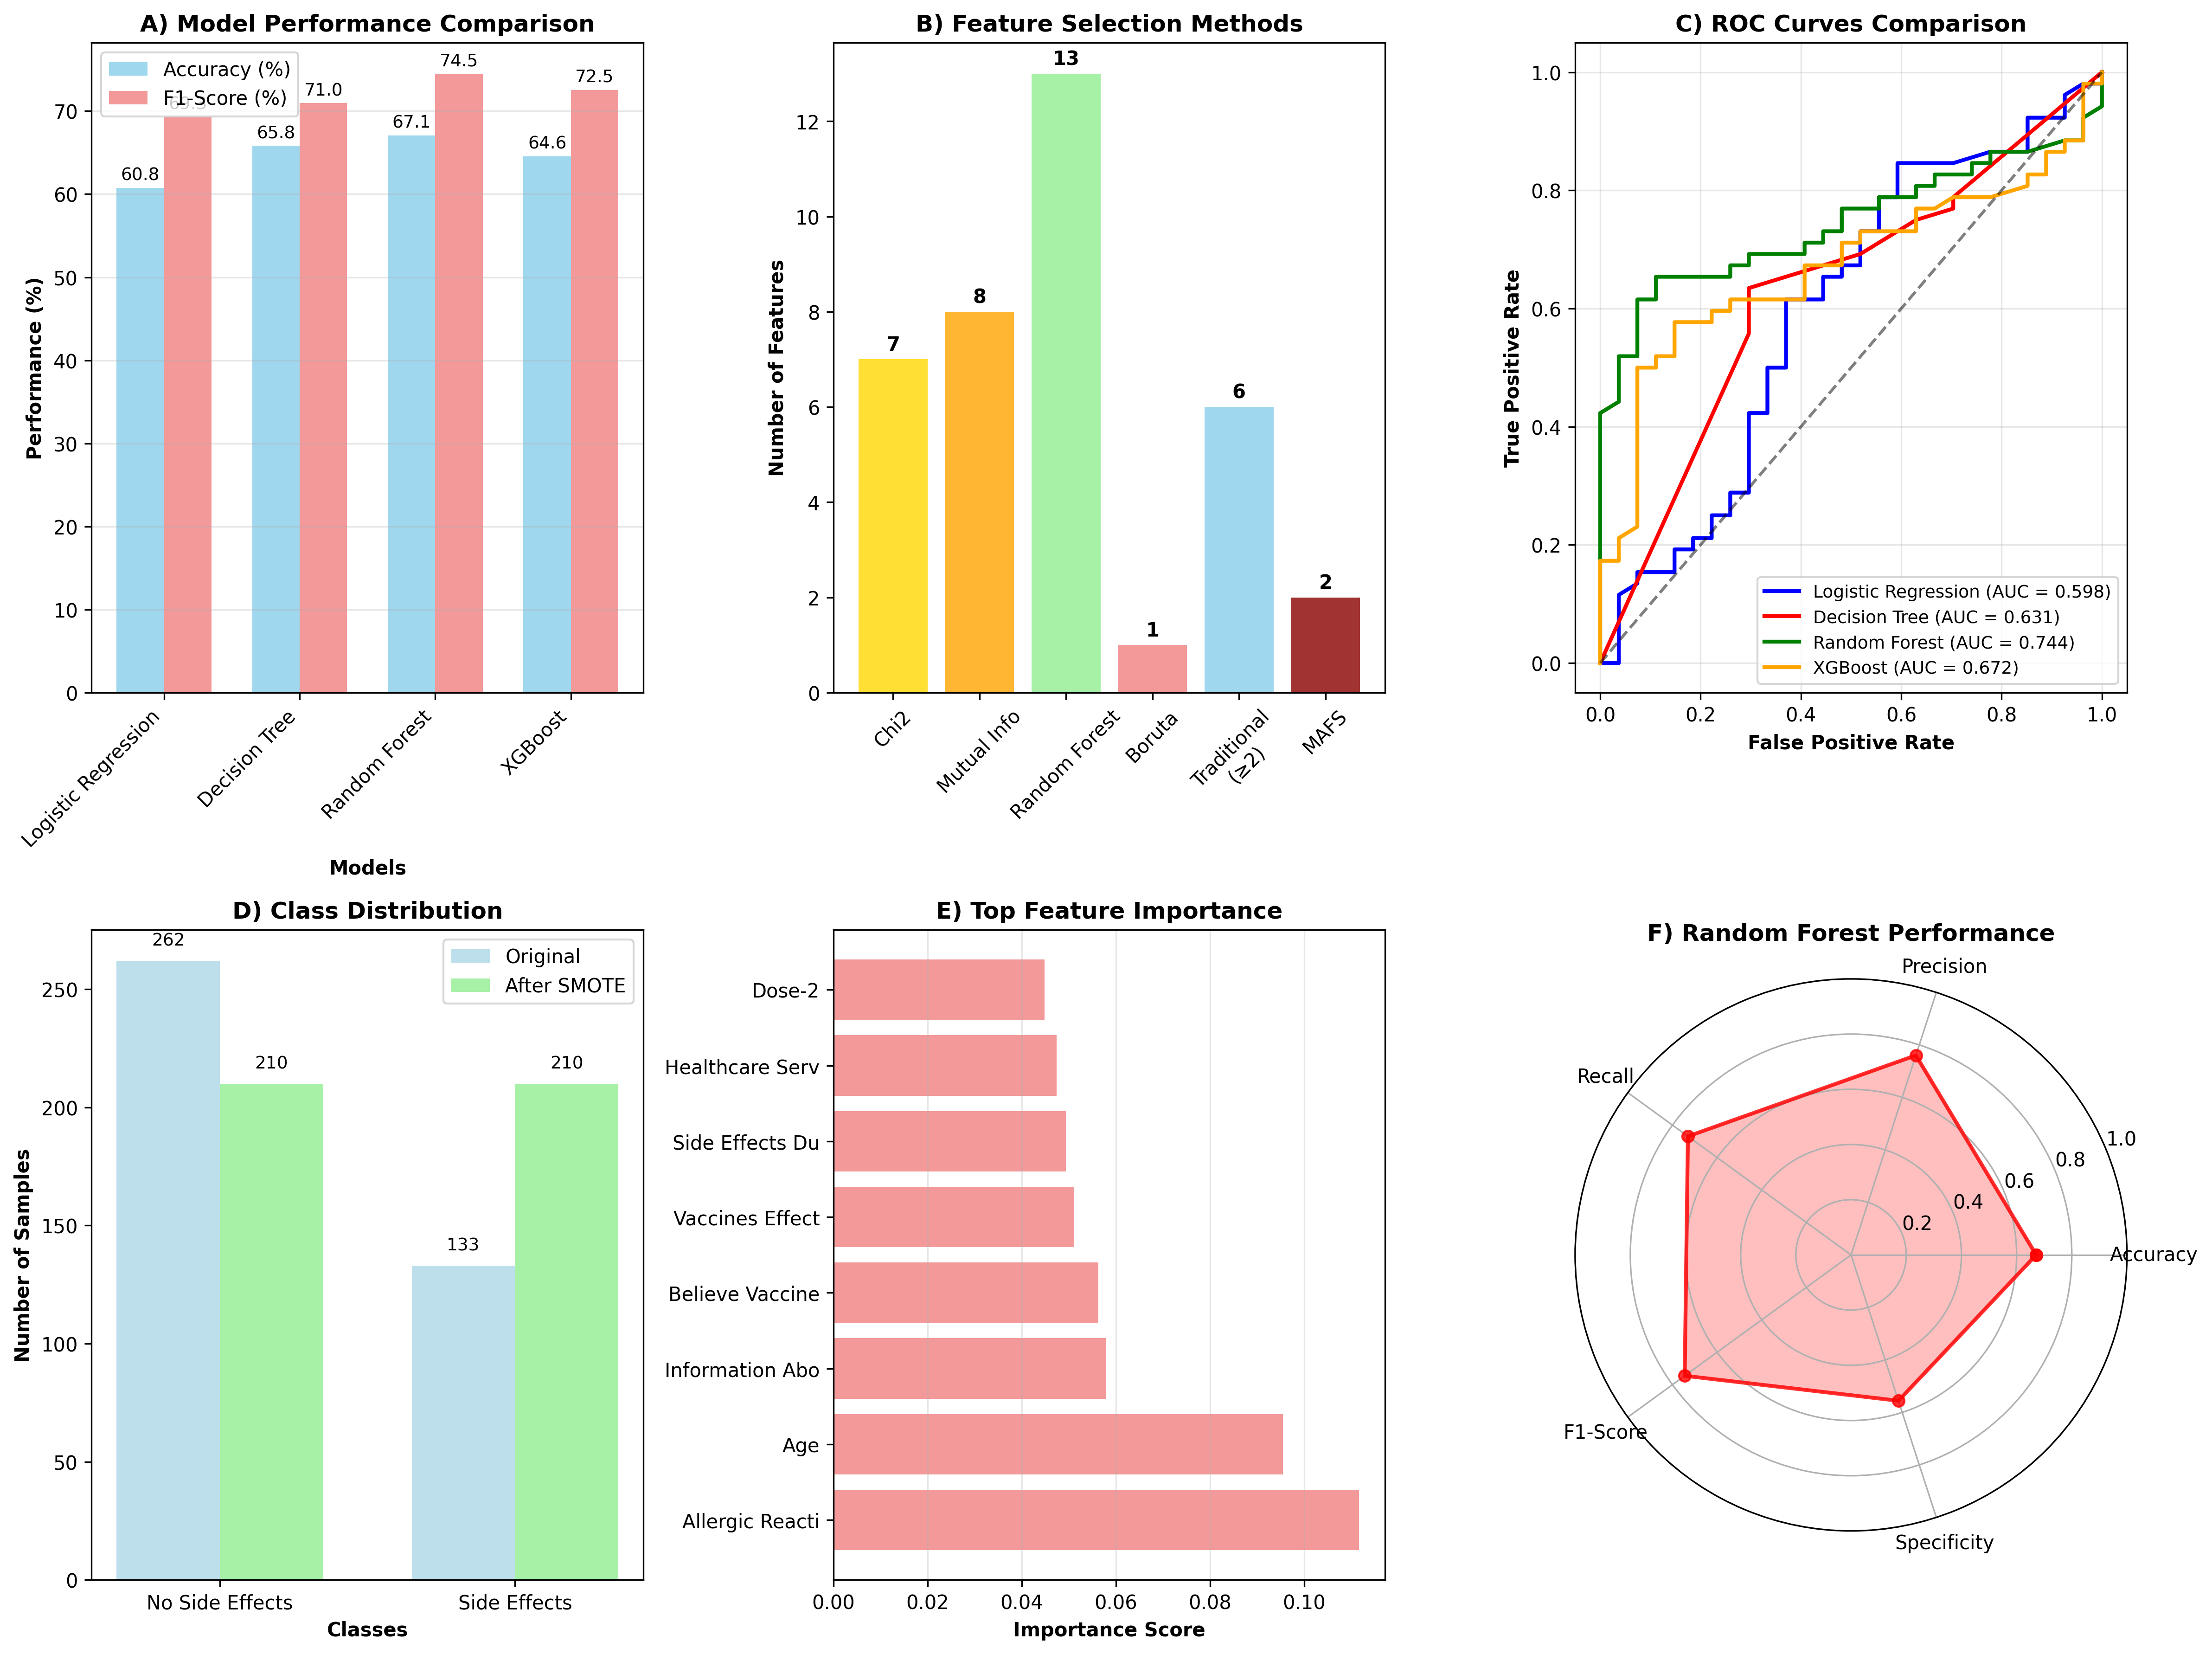 A) Model Performance Comparison
Accuracy (%)
F1-Score (%)
60.8
65.8
71.0
67.1
74.5
64.6
72.5
Performance (%)
70
60
50
40
30
20
10
0
Logistic Regression
Decision Tree
Random Forest
XGBoost
Models
B) Feature Selection Methods
Number of Features
12
10
8
6
4
2
0
7
8
13
1
6
2
Chi2
Mutual Info
Random Forest
Boruta
Traditional
(≥2)
MAFS
C) ROC Curves Comparison
True Positive Rate
1.0
0.8
0.6
0.4
0.2
0.0
Logistic Regression (AUC = 0.598)
Decision Tree (AUC = 0.631)
Random Forest (AUC = 0.744)
XGBoost (AUC = 0.672)
0.0 0.2 0.4 0.6 0.8 1.0
False Positive Rate
D) Class Distribution
Original
After SMOTE
262
210
133
210
Number of Samples
250
200
150
100
50
0
No Side Effects
Side Effects
Classes
E) Top Feature Importance
Dose-2
Healthcare Serv
Side Effects Du
Vaccines Effect
Believe Vaccine
Information Abo
Age
Allergic Reacti
0.00 0.02 0.04 0.06 0.08 0.10
Importance Score
F) Random Forest Performance
Precision
Recall
1.0
0.8
0.6
0.4
0.2
Accuracy
F1-Score
Specificity